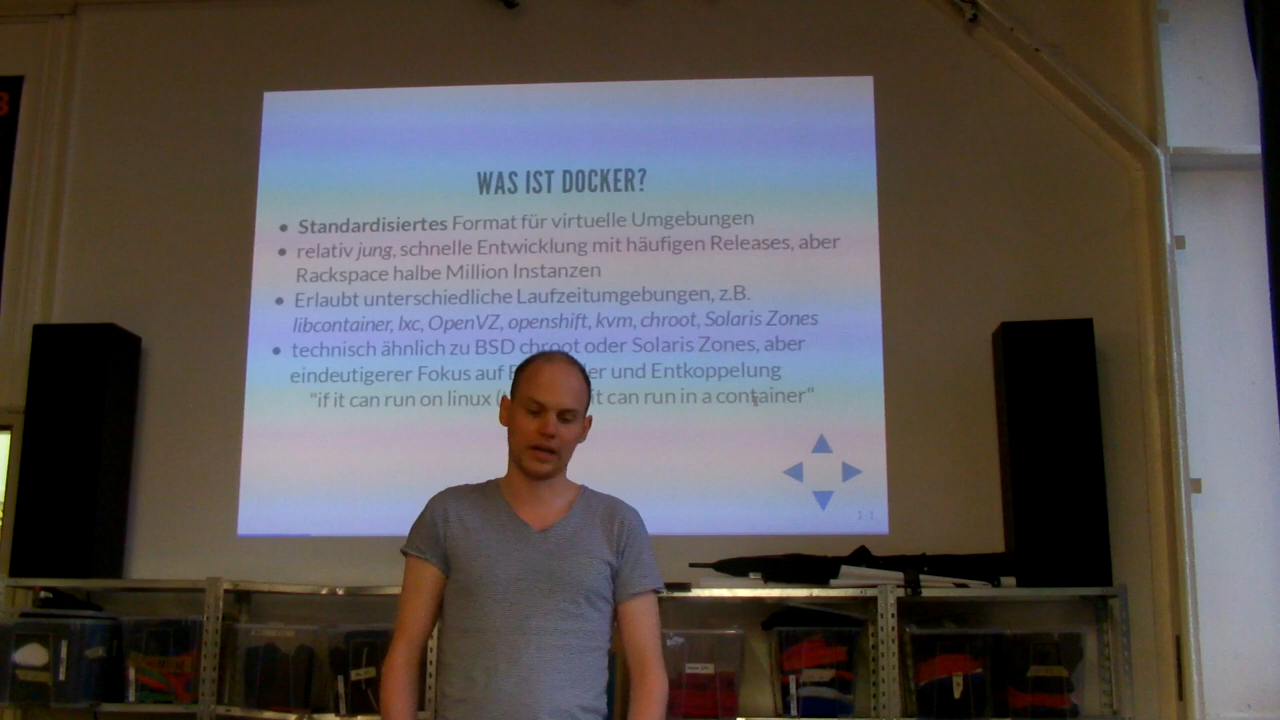 WAS IST DOCKER?
Standardisiertes Format für virtuelle Umgebungen
relativ jung, schnelle Entwicklung mit häufigen Releases, aber
Rackspace halbe Million Instanzen
Erlaubt unterschiedliche Laufzeitumgebungen, z.B.
libcontainer, lxc, OpenVZ, openshift, kvm, chroot, Solaris Zones
technisch ähnlich zu BSD chroot oder Solaris Zones, aber
eindeutigerer Fokus auf und Entkoppelung
"if it can run on linux ( it can run in a container"